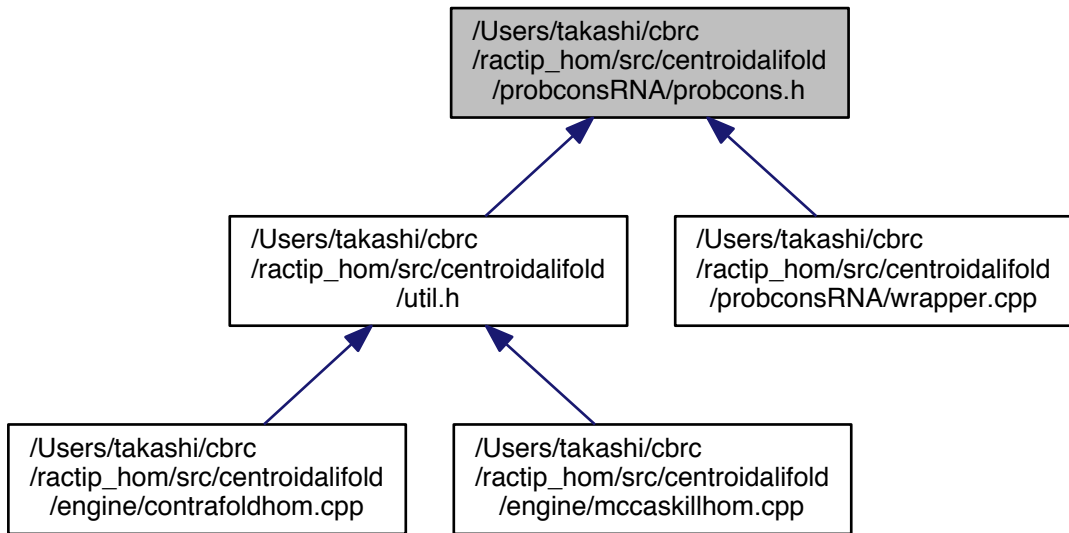 /Users/takashi/cbrc
/ractip_hom/src/centroidalifold
/probconsRNA/probcons.h
/Users/takashi/cbrc
/ractip_hom/src/centroidalifold
/util.h
/Users/takashi/cbrc
/ractip_hom/src/centroidalifold
/probconsRNA/wrapper.cpp
/Users/takashi/cbrc
/ractip_hom/src/centroidalifold
/engine/contrafoldhom.cpp
/Users/takashi/cbrc
/ractip_hom/src/centroidalifold
/engine/mccaskillhom.cpp